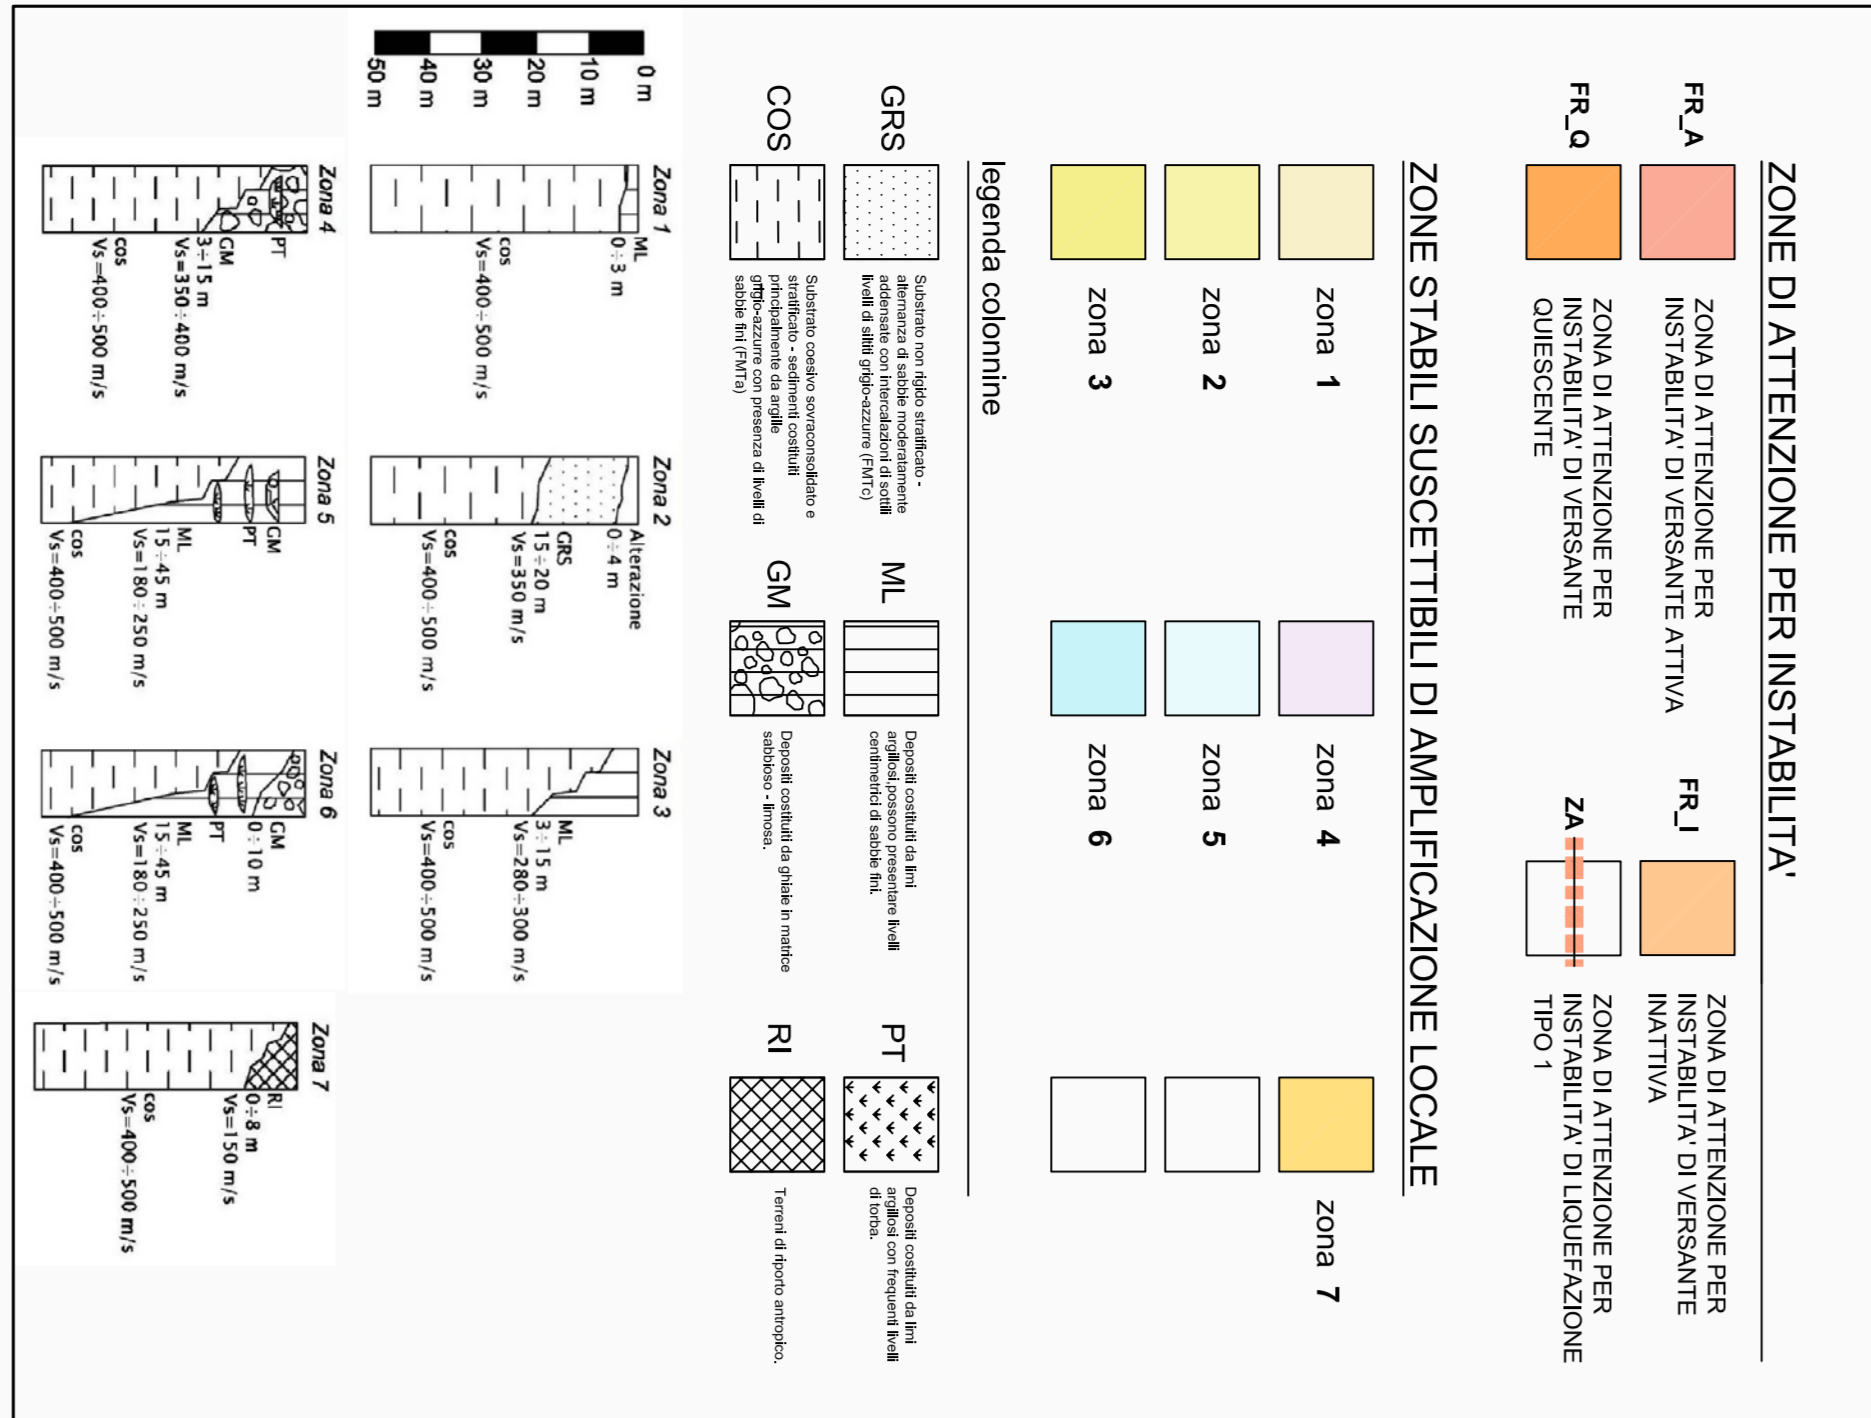 ZONE DI ATTENZIONE PER INSTABILITA'
FR_A
ZONA DI ATTENZIONE PER
INSTABILITA' DI VERSANTE ATTIVA
FR_I
ZONA DI ATTENZIONE PER
INSTABILITA' DI VERSANTE
INATTIVA
FR_Q
ZONA DI ATTENZIONE PER
INSTABILITA' DI VERSANTE
QUIESCENTE
ZA
ZONA DI ATTENZIONE PER
INSTABILITA' DI LIQUEFAZIONE
TIPO 1
ZONE STABILI SUSCETTIBILI DI AMPLIFICAZIONE LOCALE
zona 1
zona 4
zona 7
zona 2
zona 5
zona 3
zona 6
legenda colonnine
GRS
Substrato non rigido stratificato -
alternanza di sabbie moderatamente
addensate con intercalazioni di sottili
livelli di siltiti grigio-azzurre (FMTc)
ML
Depositi costituiti da limi
argillosi,possono presentare livelli
centimetrici di sabbie fini.
PT
Depositi costituiti da limi
argillosi con frequenti livelli
di torba.
COS
Substrato coesivo sovraconsolidato e
stratificato - sedimenti costituiti
principalmente da argille
grigio-azzurre con presenza di livelli di
sabbie fini (FMTa)
GM
Depositi costituiti da ghiaie in matrice
sabbioso - limosa.
RI
Terreni di riporto antropico.
0 m
10 m
20 m
30 m
40 m
50 m
Zona 1
ML
0÷3 m
cos
Vs=400÷500 m/s
Zona 2
Alterazione
0÷4 m
GRS
15÷20 m
Vs=350 m/s
cos
Vs=400÷500 m/s
Zona 3
ML
3÷15 m
Vs=280÷300 m/s
cos
Vs=400÷500 m/s
Zona 4
PT
GM
3÷15 m
Vs=350÷400 m/s
cos
Vs=400÷500 m/s
Zona 5
GM
PT
ML
15÷45 m
Vs=180÷250 m/s
cos
Vs=400÷500 m/s
Zona 6
GM
0÷10 m
PT
ML
15÷45 m
Vs=180÷250 m/s
cos
Vs=400÷500 m/s
Zona 7
RI
0÷8 m
Vs=150 m/s
cos
Vs=400÷500 m/s